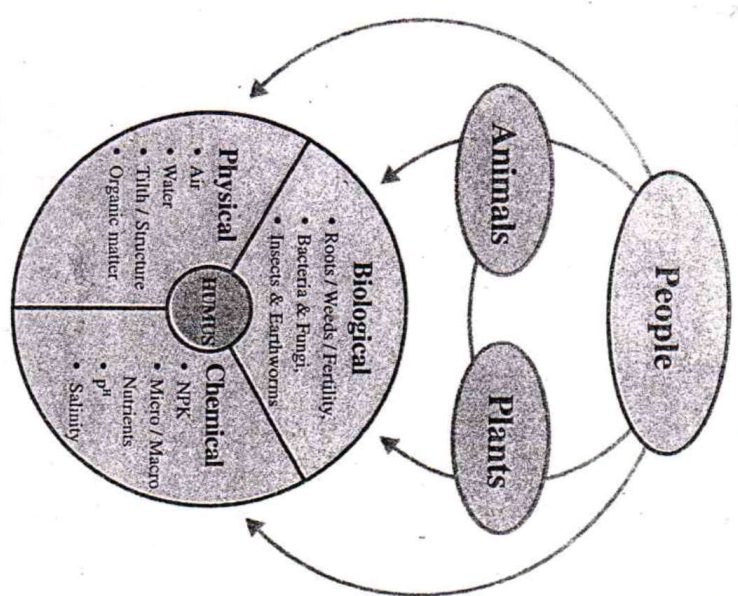 People
Animals
Plants
Biological
• Roots / Weeds / Fertility,
• Bacteria & Fungi,
• Insects & Earthworms
Physical
• Air
• Water
• Tilth / Structure
• Organic matter
HUMUS
Chemical
• NPK
• Micro / Macro
Nutrients
• Pᴴ
• Salinity